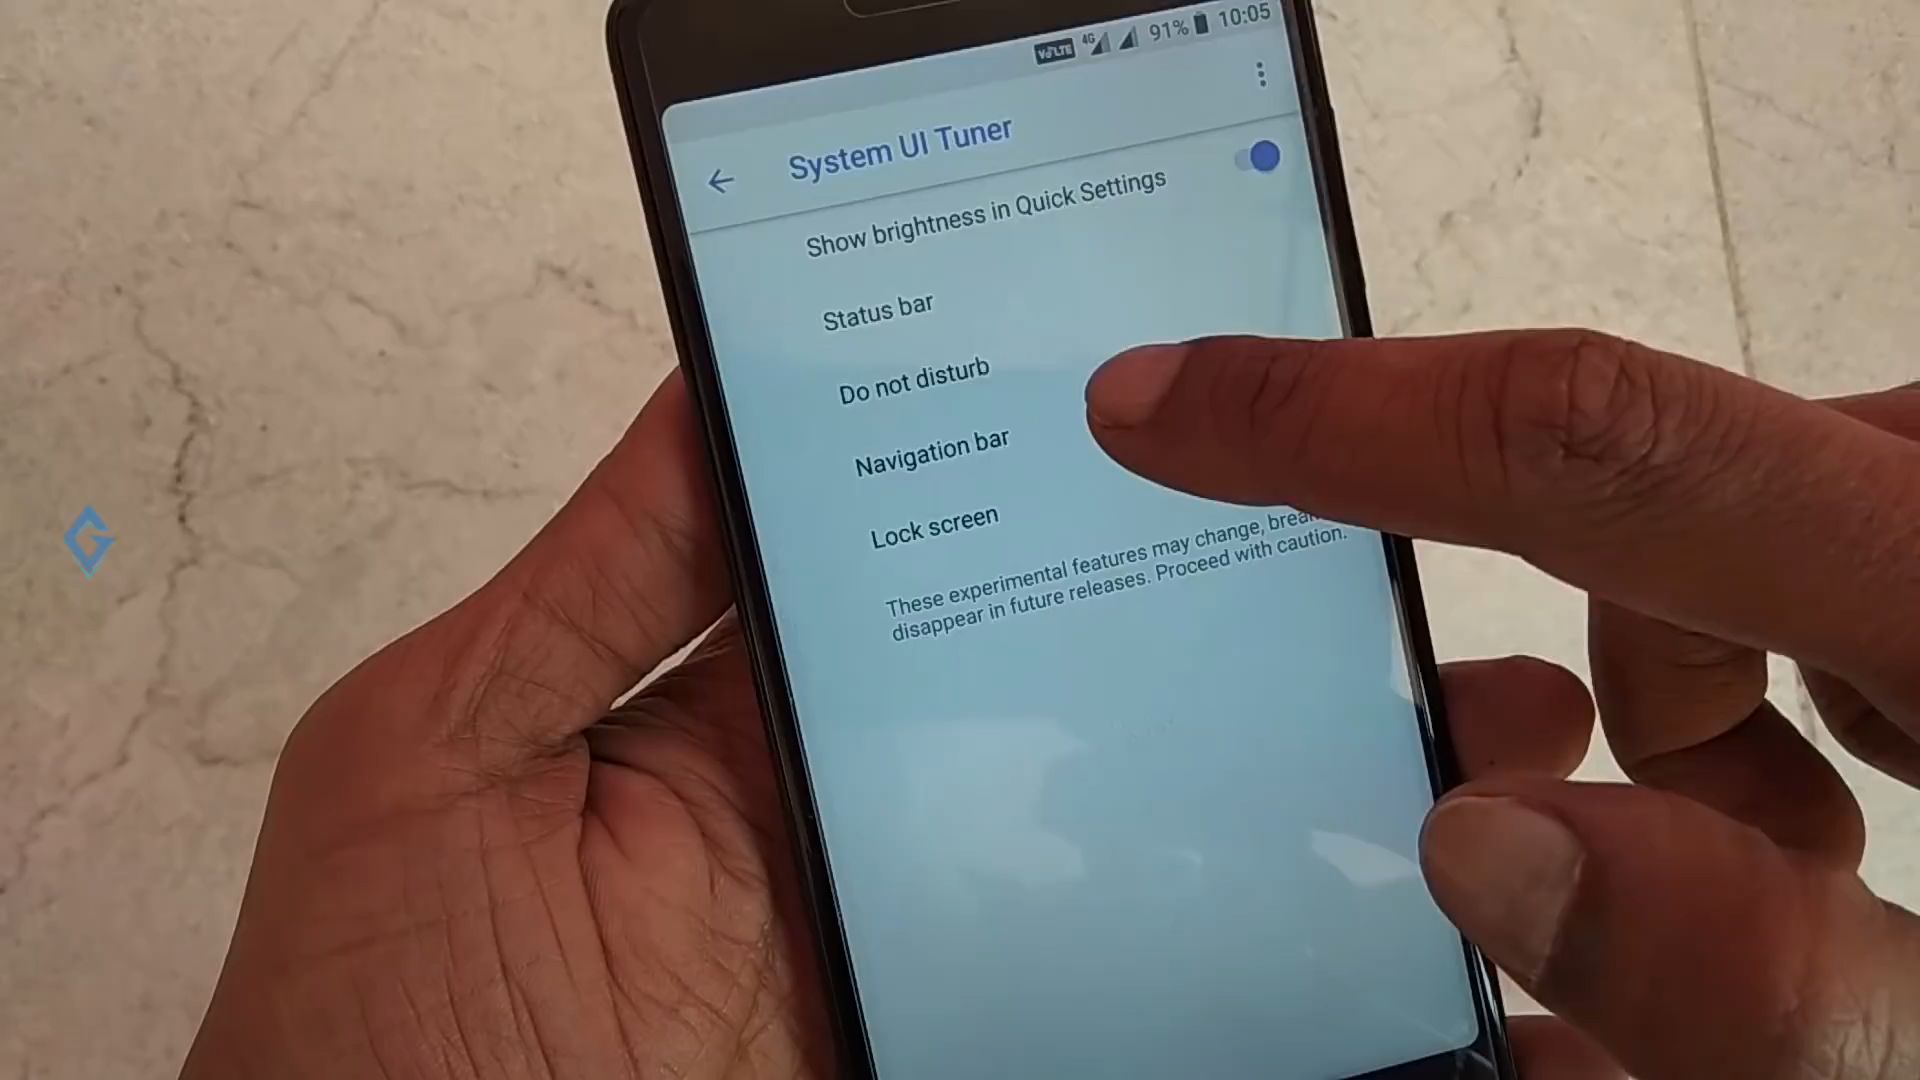 VoLTE 4G 91% 10:05
System UI Tuner
Show brightness in Quick Settings
Status bar
Do not disturb
Navigation bar
Lock screen
These experimental features may change, break
disappear in future releases. Proceed with caution.